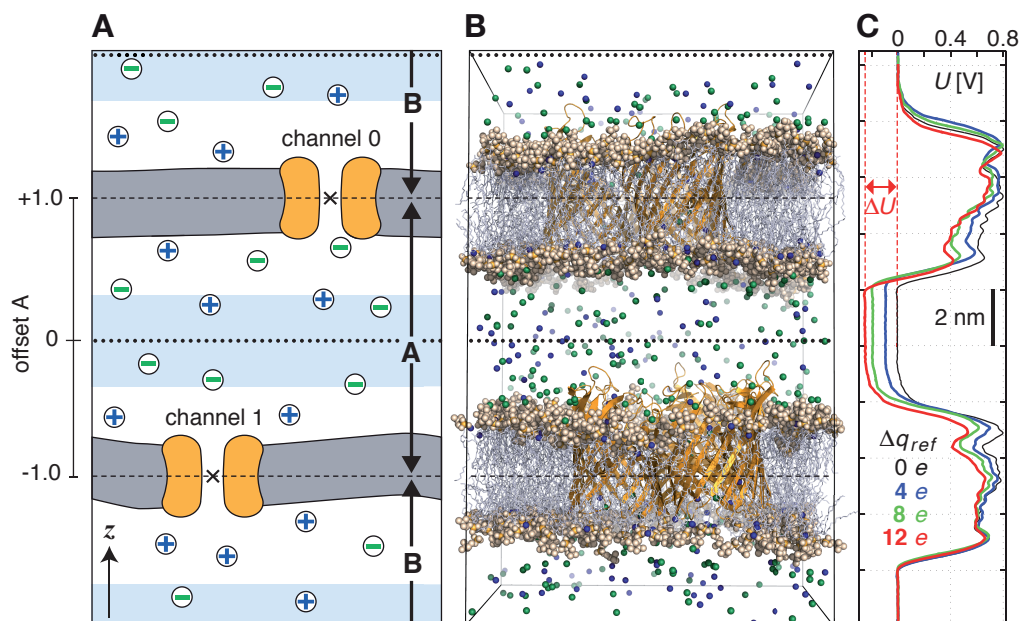 A
B
C
B
channel 0
+1.0
offset A
0
A
channel 1
-1.0
z
B
0 0.4 0.8
U [V]
ΔU
2 nm
Δq_ref
0 e
4 e
8 e
12 e